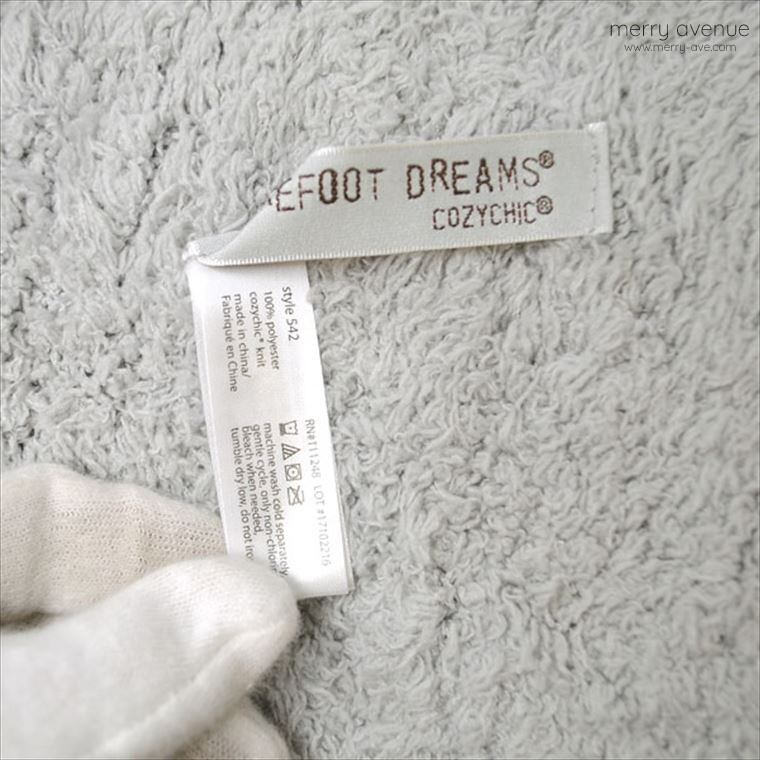 merry avenue
www.merry-ave.com
EFOOT DREAMS®
COZYCHIC®
style 542
100% polyester
cozychic® knit
made in china/
Fabriqué en Chine
RN#111248 LOT #17102216
machine wash cold separately
gentle cycle, only non-chlorin
bleach when needed,
tumble dry low, do not iro